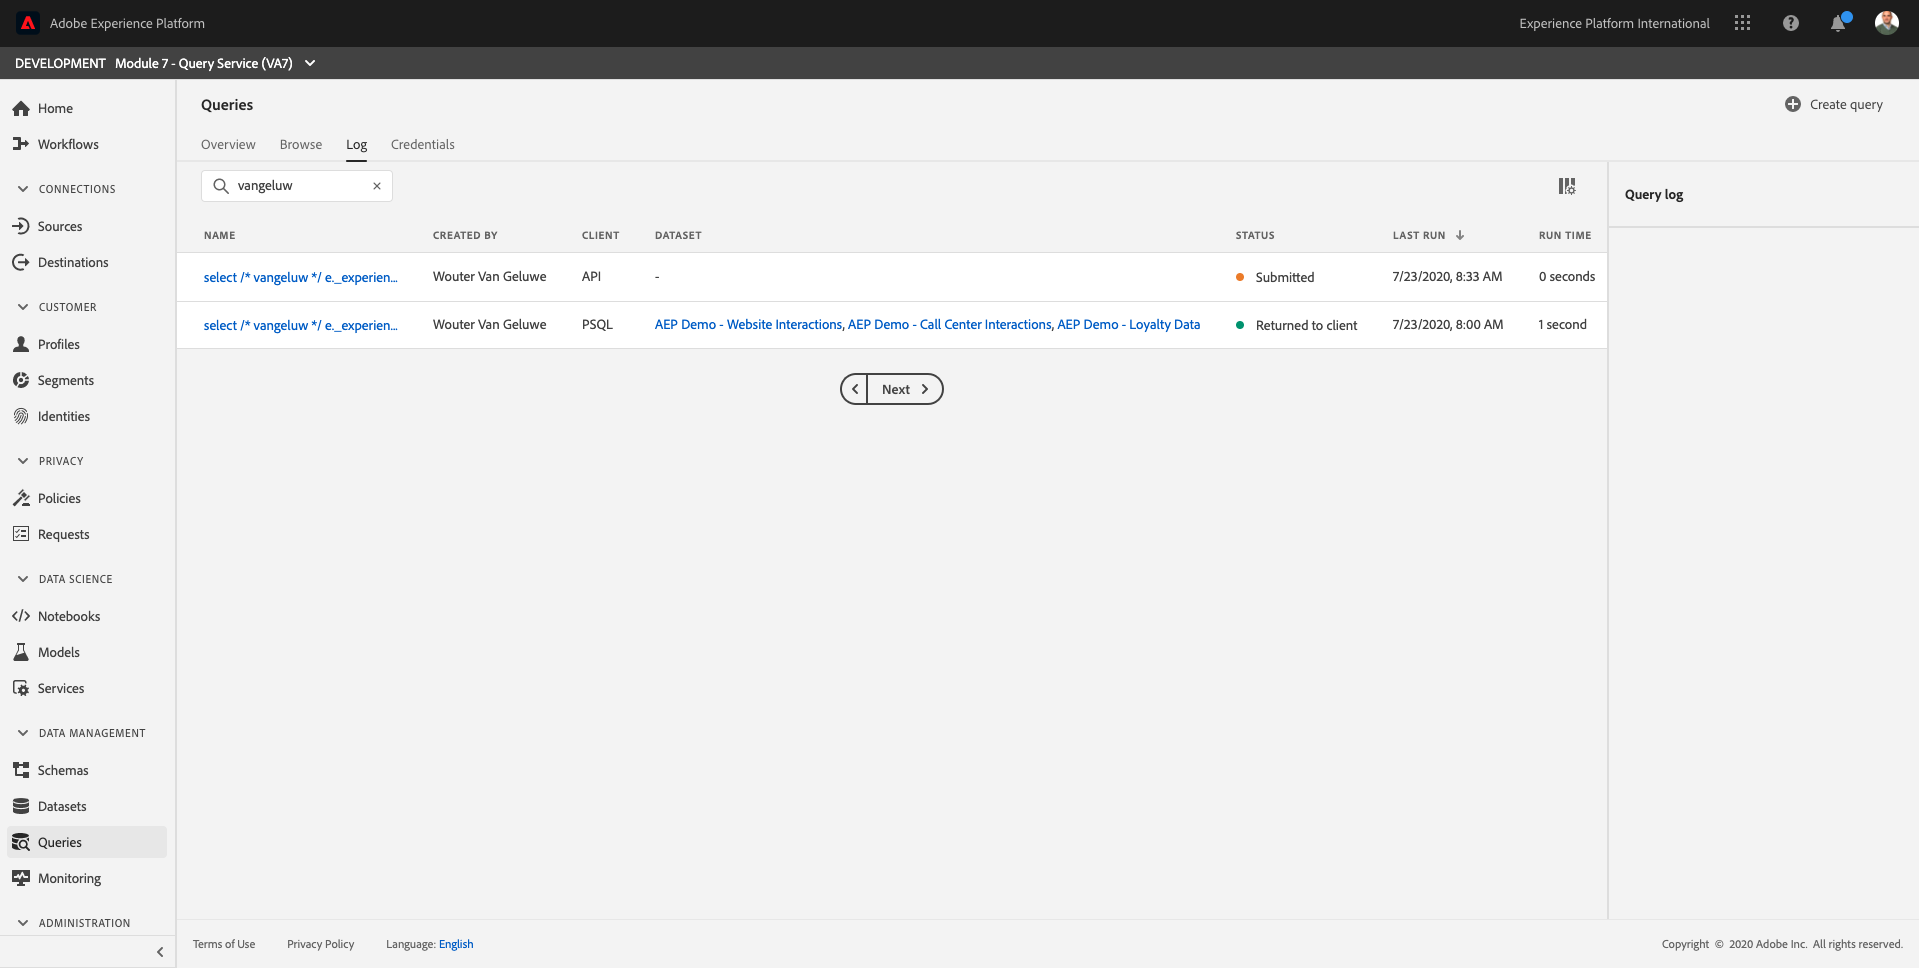 Adobe Experience Platform
Experience Platform International
DEVELOPMENT Module 7 - Query Service (VA7)
Home
Workflows
CONNECTIONS
Sources
Destinations
CUSTOMER
Profiles
Segments
Identities
PRIVACY
Policies
Requests
DATA SCIENCE
Notebooks
Models
Services
DATA MANAGEMENT
Schemas
Datasets
Queries
Monitoring
ADMINISTRATION
Queries
Create query
Overview Browse Log Credentials
vangeluw
NAME CREATED BY CLIENT DATASET STATUS LAST RUN RUN TIME
select /* vangeluw */ e._experien... Wouter Van Geluwe API - Submitted 7/23/2020, 8:33 AM 0 seconds
select /* vangeluw */ e._experien... Wouter Van Geluwe PSQL AEP Demo - Website Interactions, AEP Demo - Call Center Interactions, AEP Demo - Loyalty Data Returned to client 7/23/2020, 8:00 AM 1 second
Next
Query log
Terms of Use Privacy Policy Language: English
Copyright © 2020 Adobe Inc. All rights reserved.